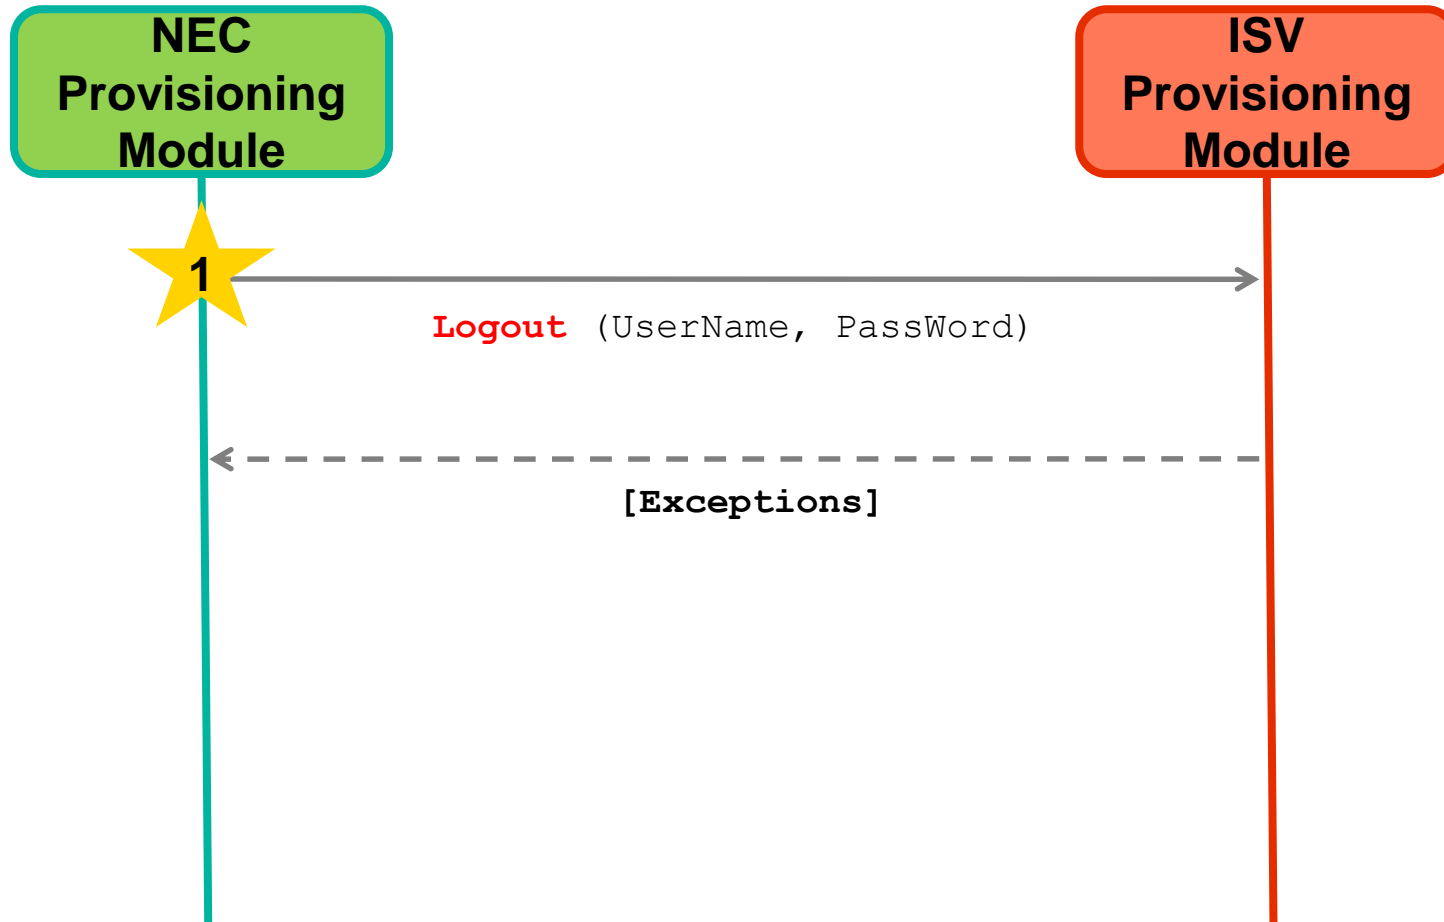 NEC
Provisioning
Module
ISV
Provisioning
Module
1
Logout (UserName, PassWord)
[Exceptions]